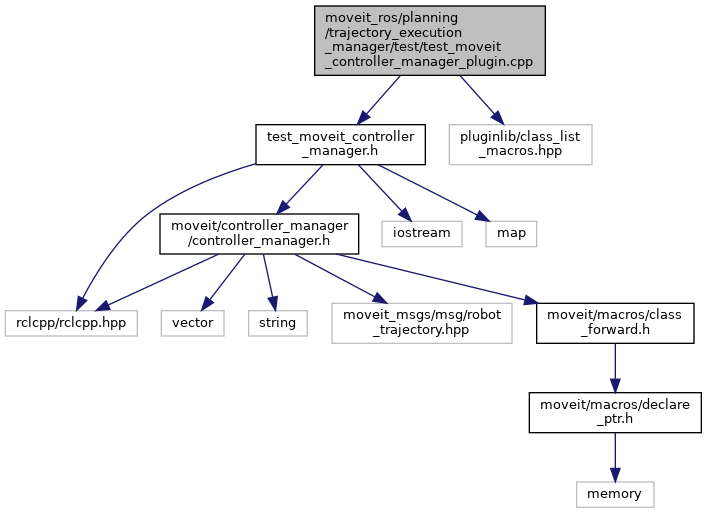 moveit_ros/planning
/trajectory_execution
_manager/test/test_moveit
_controller_manager_plugin.cpp
test_moveit_controller
_manager.h
pluginlib/class_list
_macros.hpp
moveit/controller_manager
/controller_manager.h
iostream
map
rclcpp/rclcpp.hpp
vector
string
moveit_msgs/msg/robot
_trajectory.hpp
moveit/macros/class
_forward.h
moveit/macros/declare
_ptr.h
memory